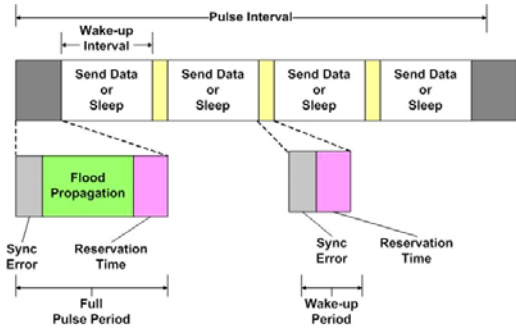 Pulse Interval
Wake-up
Interval
Send Data
or
Sleep
Send Data
or
Sleep
Send Data
or
Sleep
Send Data
or
Sleep
Flood
Propagation
Sync
Error
Reservation
Time
Sync
Error
Reservation
Time
Full
Pulse Period
Wake-up
Period